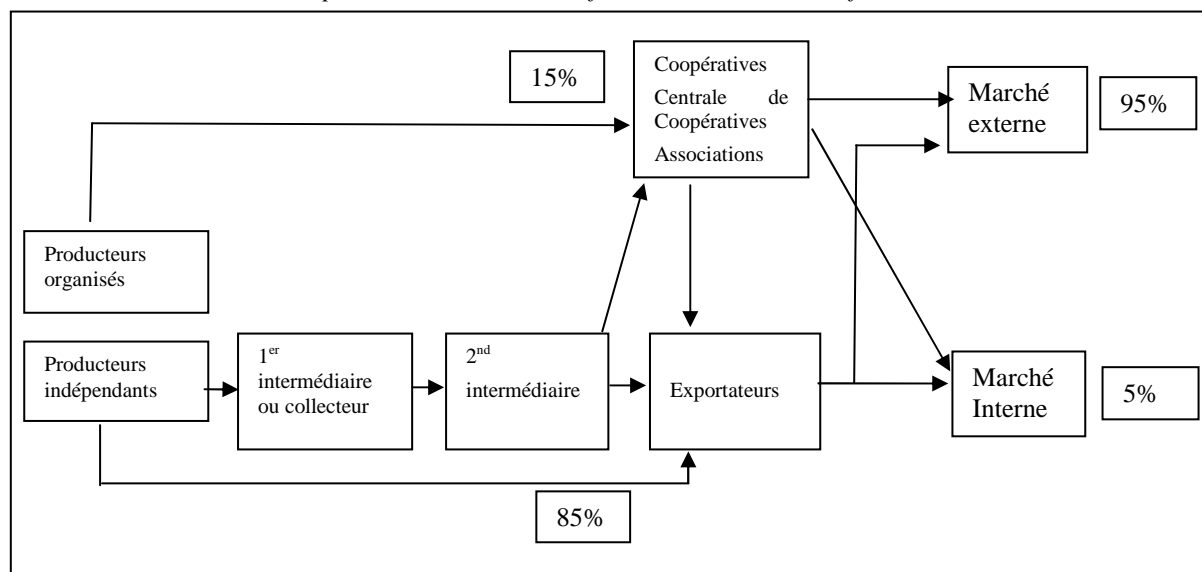 15%
Coopératives
Centrale de
Coopératives
Associations
Marché
externe
95%
Producteurs
organisés
Producteurs
indépendants
1er
intermédiaire
ou collecteur
2nd
intermédiaire
Exportateurs
Marché
Interne
5%
85%